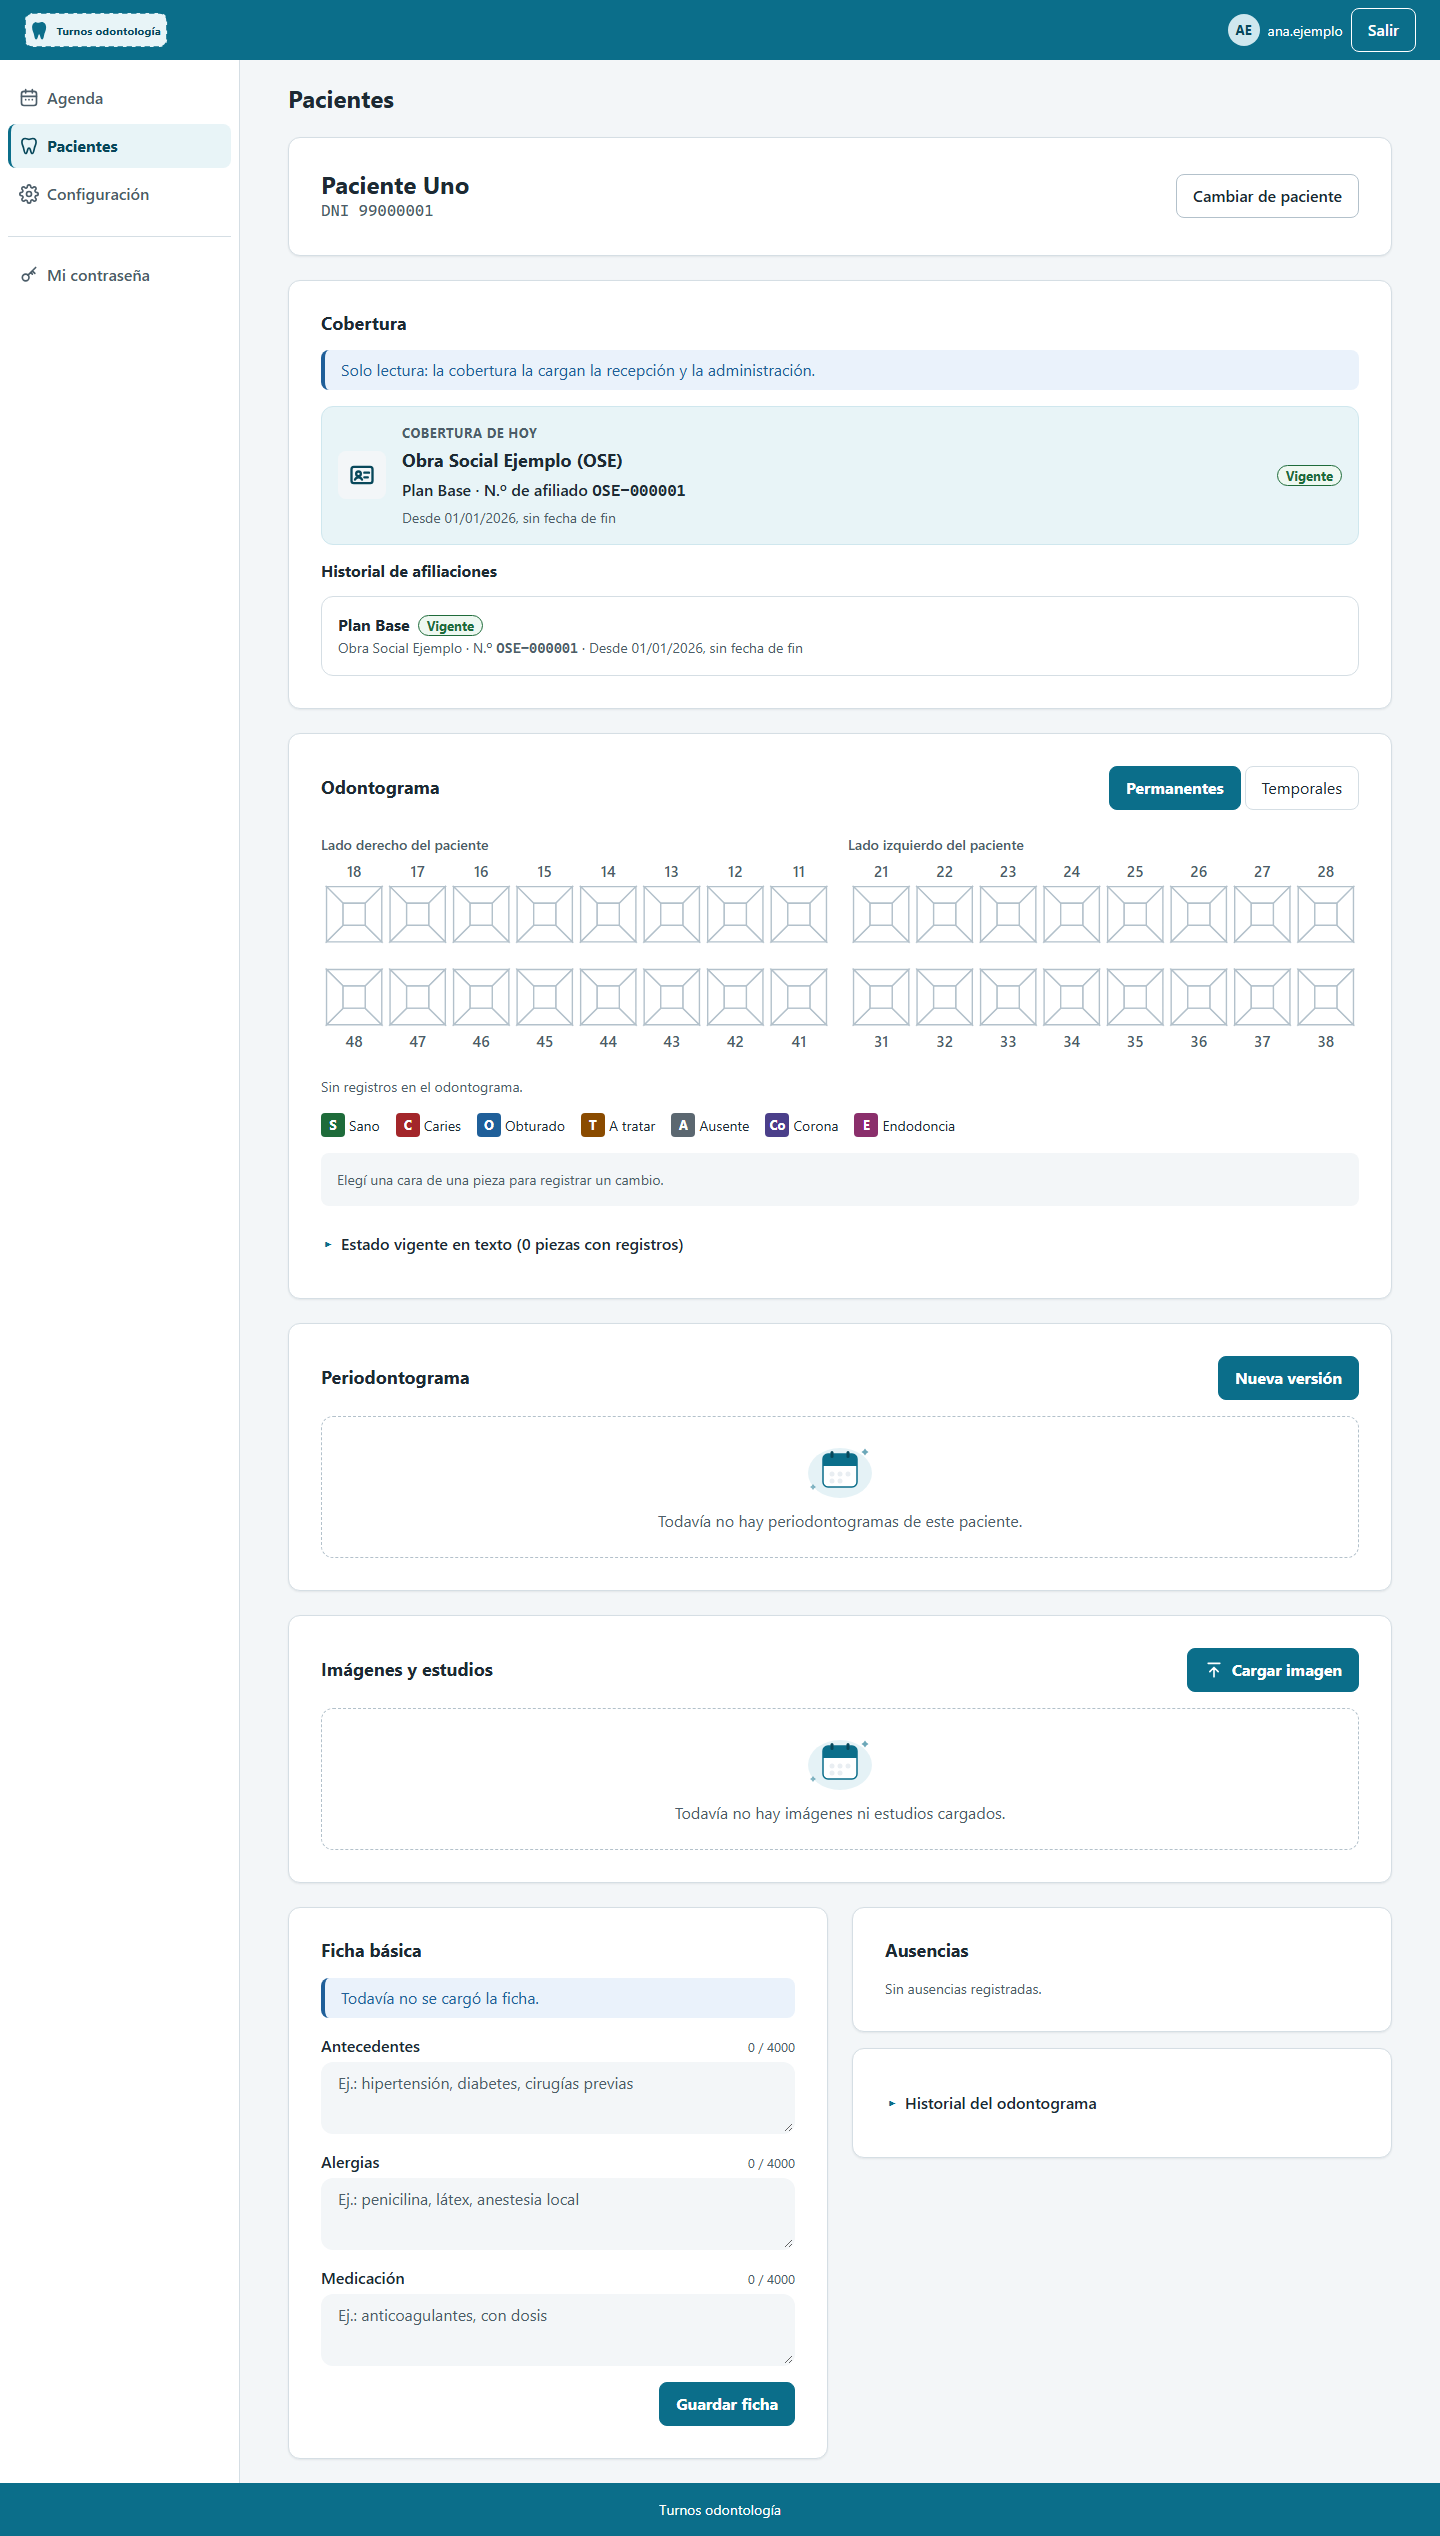 Turnos odontología
AE ana.ejemplo Salir
Agenda
Pacientes
Configuración
Mi contraseña
Pacientes
Paciente Uno
DNI 99000001
Cambiar de paciente
Cobertura
Solo lectura: la cobertura la cargan la recepción y la administración.
COBERTURA DE HOY
Obra Social Ejemplo (OSE)
Plan Base · N.º de afiliado OSE-000001
Desde 01/01/2026, sin fecha de fin
Vigente
Historial de afiliaciones
Plan Base Vigente
Obra Social Ejemplo · N.º OSE-000001 · Desde 01/01/2026, sin fecha de fin
Odontograma
Permanentes Temporales
Lado derecho del paciente Lado izquierdo del paciente
18 17 16 15 14 13 12 11 21 22 23 24 25 26 27 28
48 47 46 45 44 43 42 41 31 32 33 34 35 36 37 38
Sin registros en el odontograma.
S Sano C Caries O Obturado T A tratar A Ausente Co Corona E Endodoncia
Elegí una cara de una pieza para registrar un cambio.
Estado vigente en texto (0 piezas con registros)
Periodontograma
Nueva versión
Todavía no hay periodontogramas de este paciente.
Imágenes y estudios
Cargar imagen
Todavía no hay imágenes ni estudios cargados.
Ficha básica
Todavía no se cargó la ficha.
Antecedentes 0 / 4000
Ej.: hipertensión, diabetes, cirugías previas
Alergias 0 / 4000
Ej.: penicilina, látex, anestesia local
Medicación 0 / 4000
Ej.: anticoagulantes, con dosis
Guardar ficha
Ausencias
Sin ausencias registradas.
Historial del odontograma
Turnos odontología